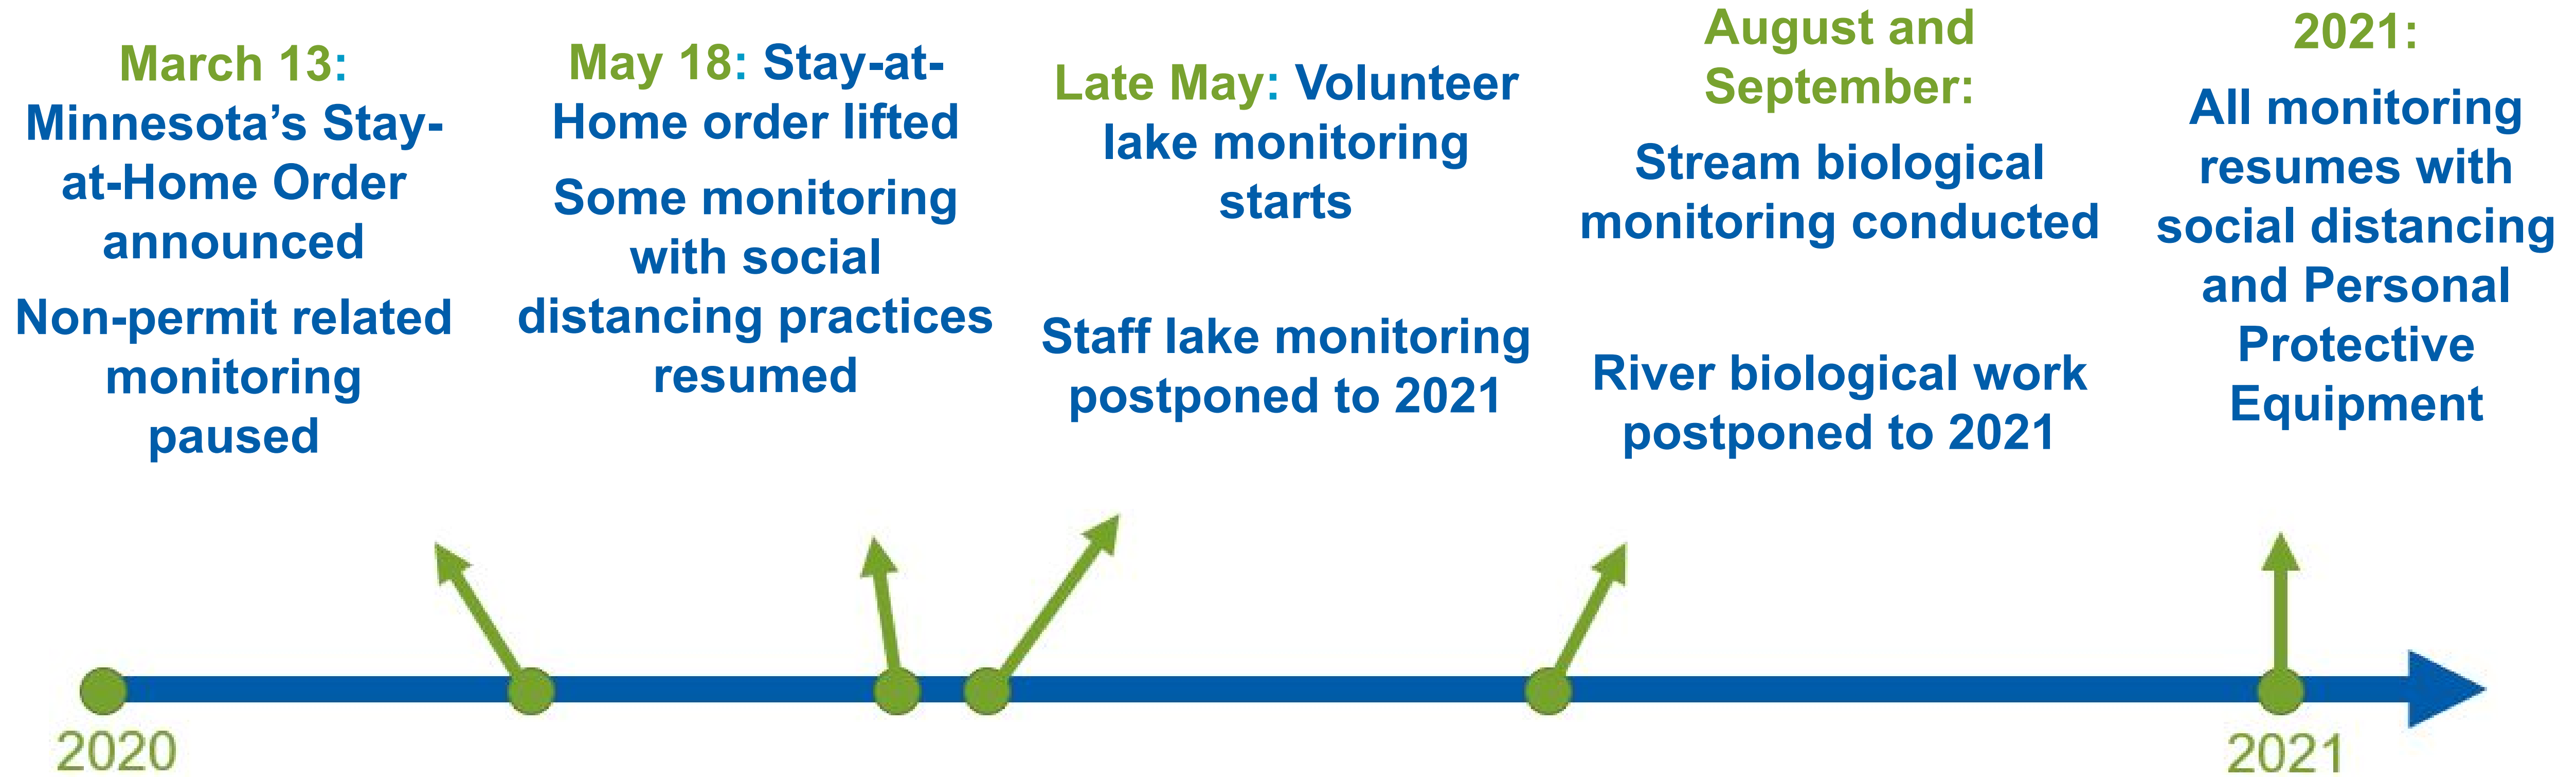 March 13:
Minnesota’s Stay-
at-Home Order
announced
Non-permit related
monitoring
paused
May 18: Stay-at-
Home order lifted
Some monitoring
with social
distancing practices
resumed
Late May: Volunteer
lake monitoring
starts
Staff lake monitoring
postponed to 2021
August and
September:
Stream biological
monitoring conducted
River biological work
postponed to 2021
2021:
All monitoring
resumes with
social distancing
and Personal
Protective
Equipment
2020
2021